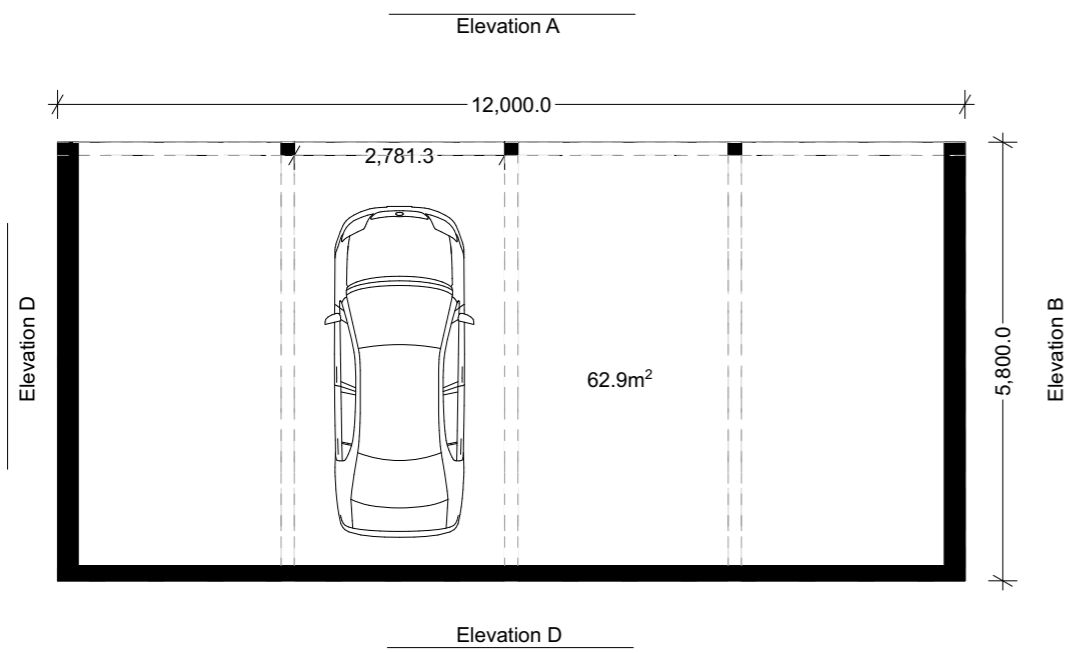 Elevation A
12,000.0
2,781.3
Elevation D
62.9m²
5,800.0
Elevation B
Elevation D